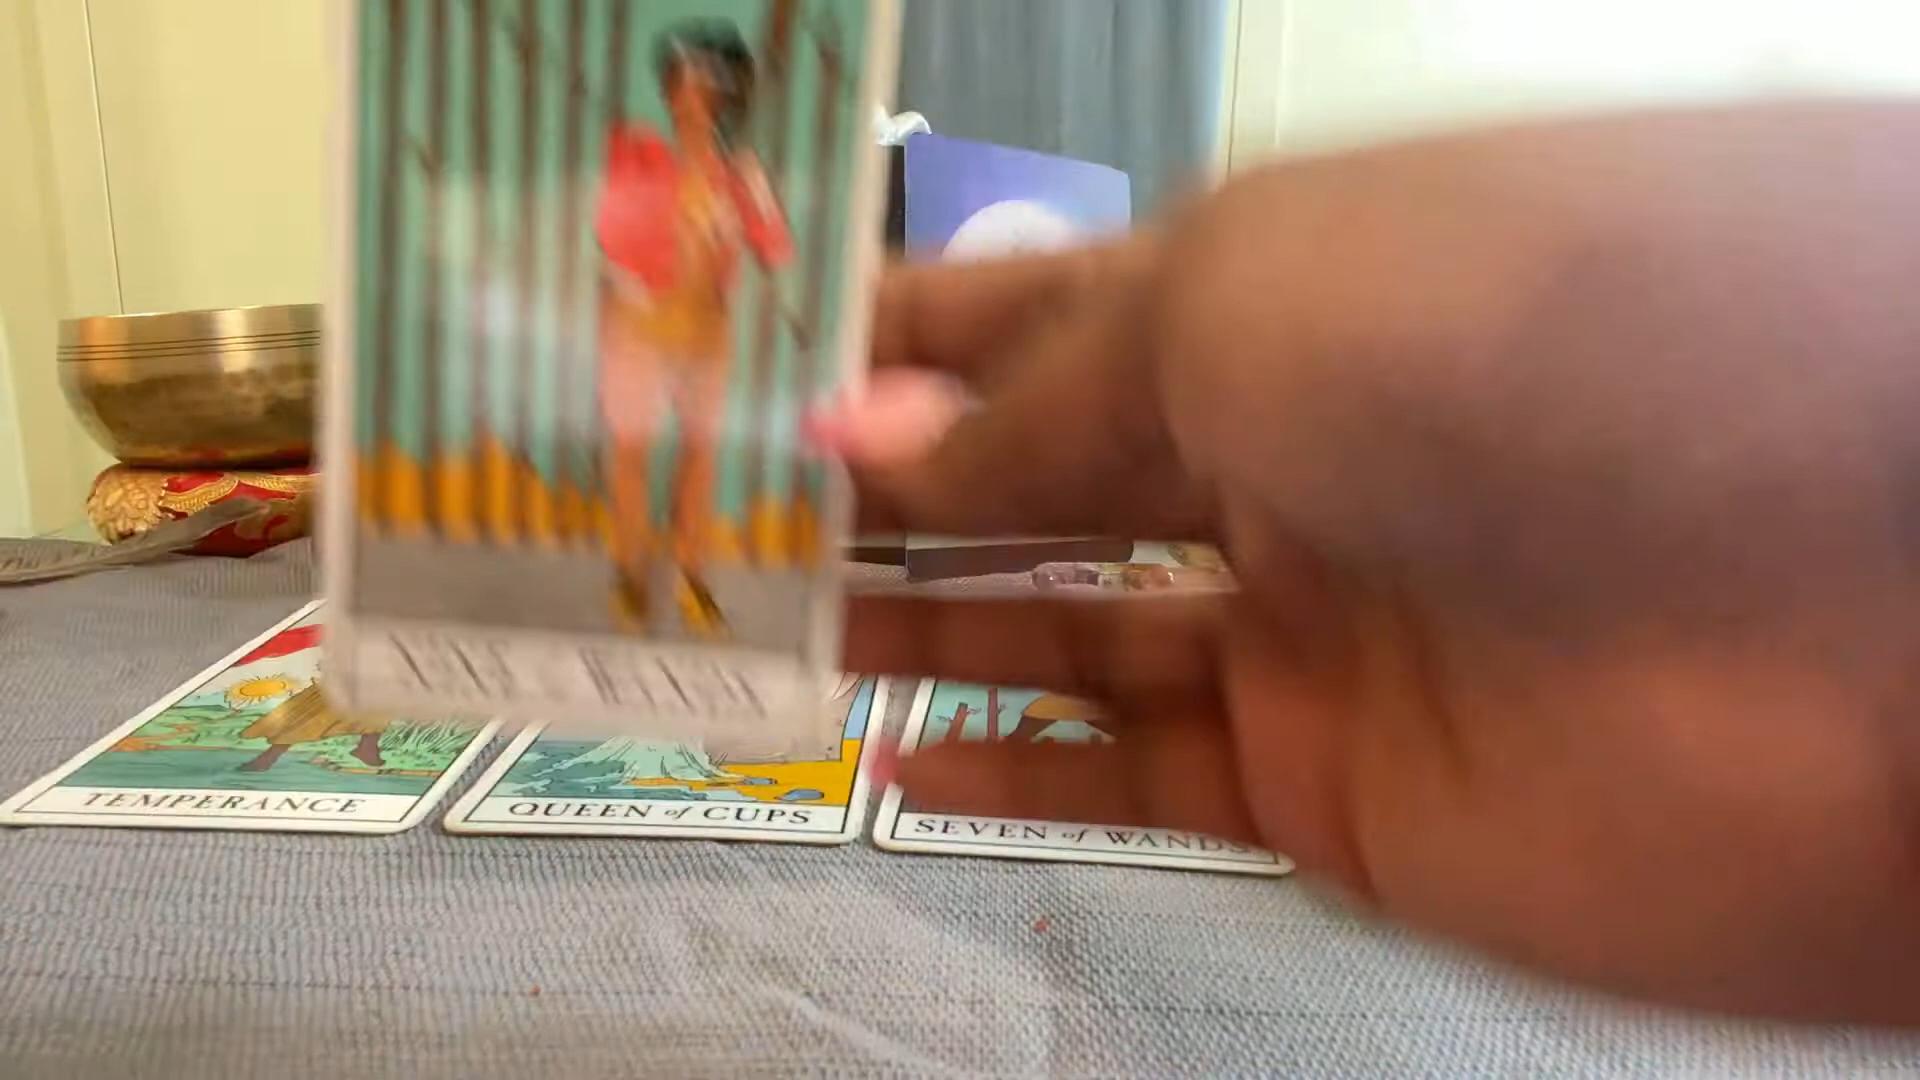 TEMPERANCE
QUEEN of CUPS
SEVEN of WANDS